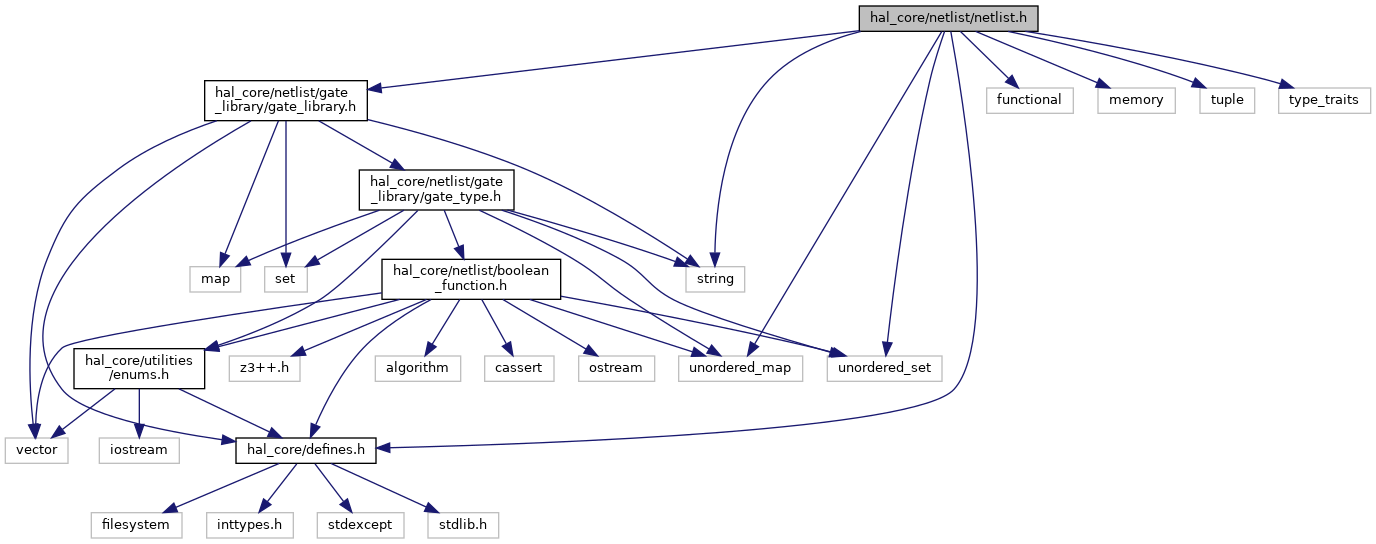 hal_core/netlist/netlist.h
hal_core/netlist/gate
_library/gate_library.h
functional
memory
tuple
type_traits
hal_core/netlist/gate
_library/gate_type.h
map
set
hal_core/netlist/boolean
_function.h
string
hal_core/utilities
/enums.h
z3++.h
algorithm
cassert
ostream
unordered_map
unordered_set
vector
iostream
hal_core/defines.h
filesystem
inttypes.h
stdexcept
stdlib.h